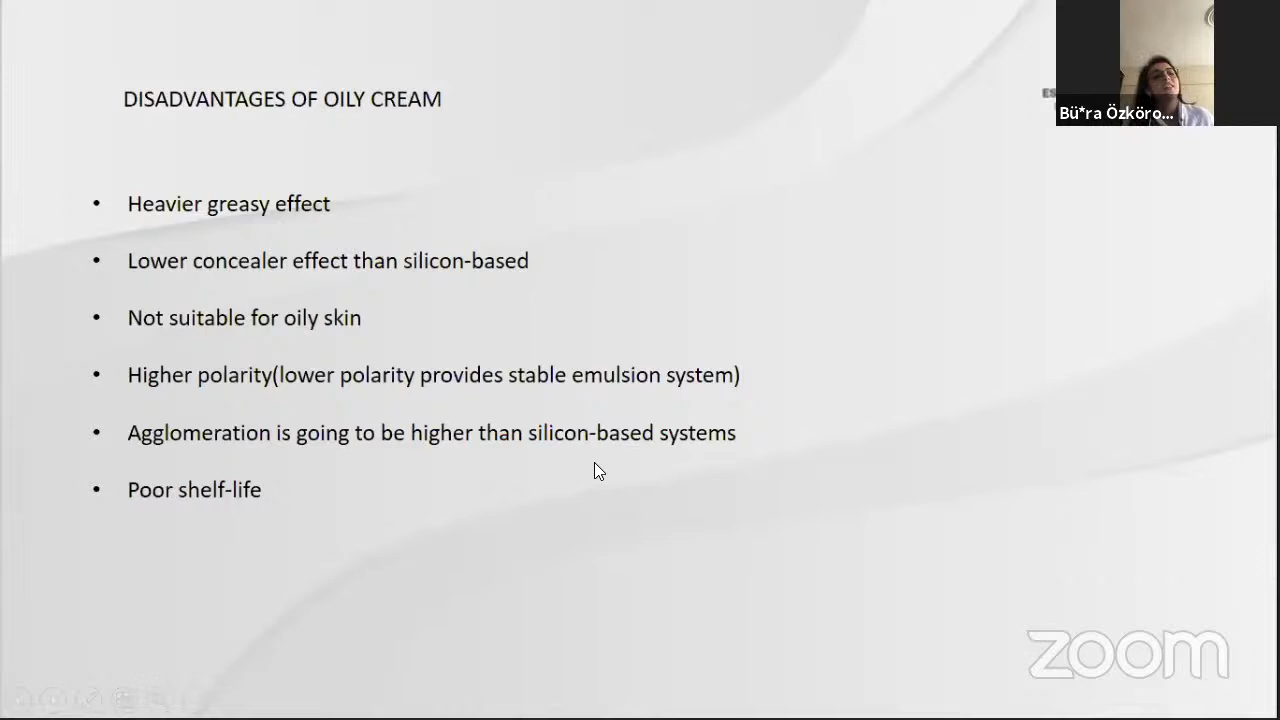 DISADVANTAGES OF OILY CREAM
Bü*ra Özköro...
• Heavier greasy effect
• Lower concealer effect than silicon-based
• Not suitable for oily skin
• Higher polarity(lower polarity provides stable emulsion system)
• Agglomeration is going to be higher than silicon-based systems
• Poor shelf-life
zoom